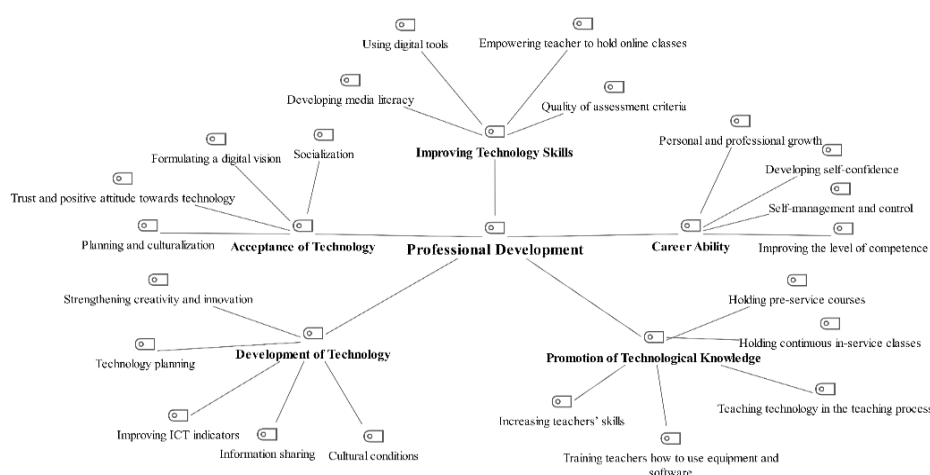 Using digital tools
Empowering teacher to hold online classes
Developing media literacy
Quality of assessment criteria
Improving Technology Skills
Personal and professional growth
Developing self-confidence
Self-management and control
Improving the level of competence
Career Ability
Formulating a digital vision
Socialization
Trust and positive attitude towards technology
Planning and culturalization
Acceptance of Technology
Professional Development
Strengthening creativity and innovation
Technology planning
Development of Technology
Improving ICT indicators
Information sharing
Cultural conditions
Holding pre-service courses
Holding continuous in-service classes
Promotion of Technological Knowledge
Teaching technology in the teaching process
Increasing teachers' skills
Training teachers how to use equipment and
software